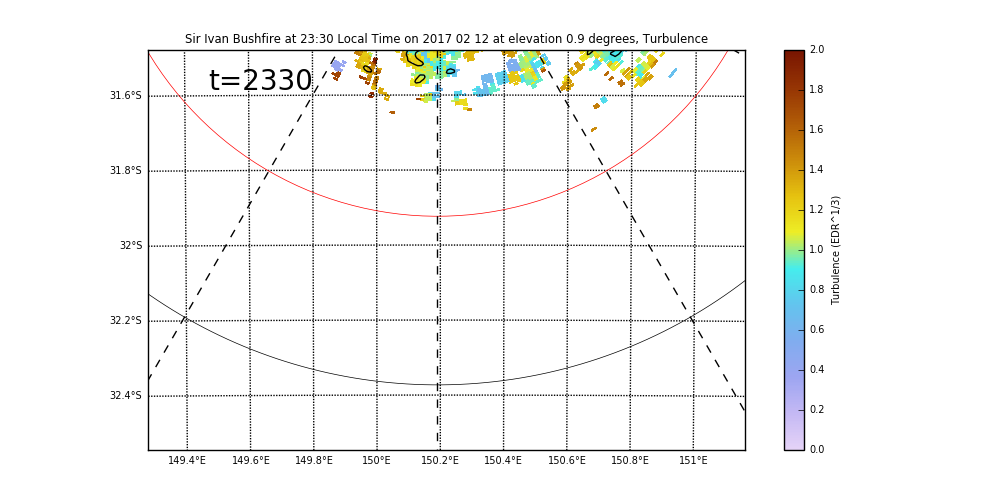 Sir Ivan Bushfire at 23:30 Local Time on 2017 02 12 at elevation 0.9 degrees, Turbulence
t=2330
31.6°S
31.8°S
32°S
32.2°S
32.4°S
149.4°E 149.6°E 149.8°E 150°E 150.2°E 150.4°E 150.6°E 150.8°E 151°E
2.0
1.8
1.6
1.4
1.2
1.0
0.8
0.6
0.4
0.2
0.0
Turbulence (EDR^1/3)